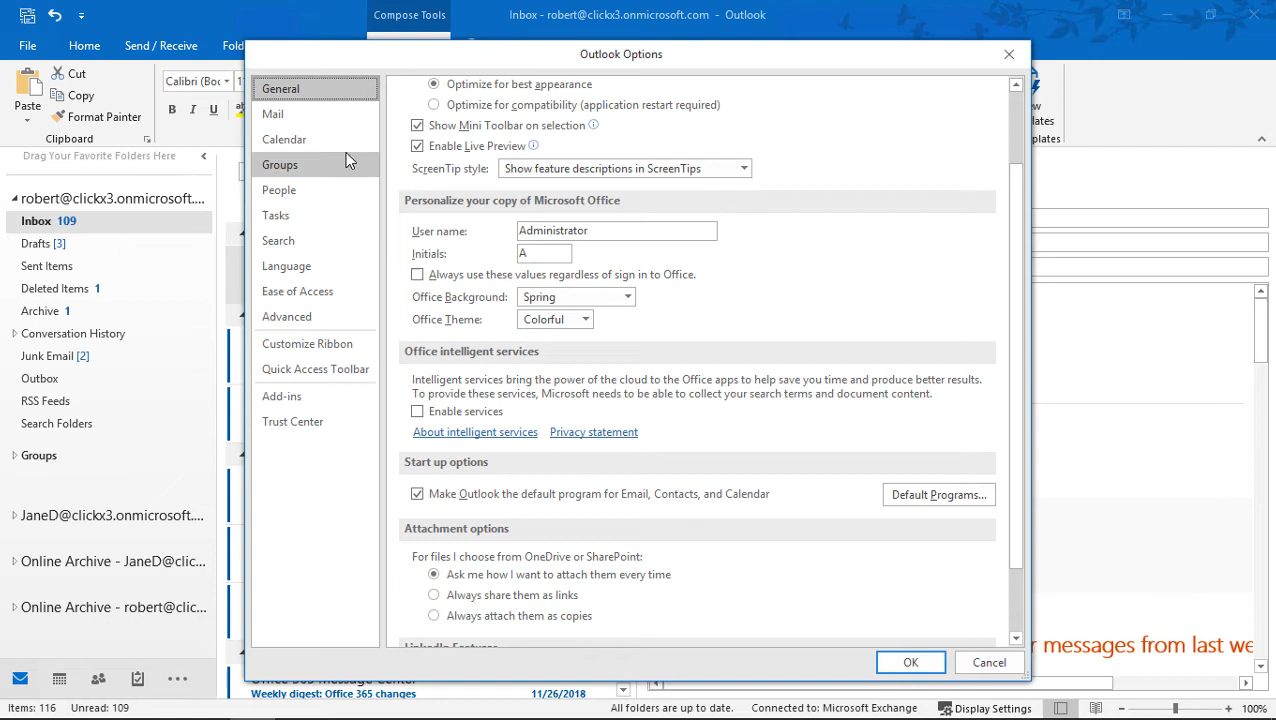 Compose Tools
Inbox - robert@clickx3.onmicrosoft.com - Outlook
File
Home
Send / Receive
Fold
Cut
Copy
Format Painter
Paste
Clipboard
Calibri (Boc
B I U
Drag Your Favorite Folders Here
robert@clickx3.onmicrosoft....
Inbox 109
Drafts [3]
Sent Items
Deleted Items 1
Archive 1
Conversation History
Junk Email [2]
Outbox
RSS Feeds
Search Folders
Groups
JaneD@clickx3.onmicrosoft....
Online Archive - JaneD@clic...
Online Archive - robert@clic...
Outlook Options
General
Mail
Calendar
Groups
People
Tasks
Search
Language
Ease of Access
Advanced
Customize Ribbon
Quick Access Toolbar
Add-ins
Trust Center
Optimize for best appearance
Optimize for compatibility (application restart required)
Show Mini Toolbar on selection
Enable Live Preview
ScreenTip style: Show feature descriptions in ScreenTips
Personalize your copy of Microsoft Office
User name: Administrator
Initials: A
Always use these values regardless of sign in to Office.
Office Background: Spring
Office Theme: Colorful
Office intelligent services
Intelligent services bring the power of the cloud to the Office apps to help save you time and produce better results.
To provide these services, Microsoft needs to be able to collect your search terms and document content.
Enable services
About intelligent services Privacy statement
Start up options
Make Outlook the default program for Email, Contacts, and Calendar
Default Programs...
Attachment options
For files I choose from OneDrive or SharePoint:
Ask me how I want to attach them every time
Always share them as links
Always attach them as copies
LinkedIn Features
OK
Cancel
r messages from last we
Weekly digest: Office 365 changes 11/26/2018
Items: 116 Unread: 109
All folders are up to date.
Connected to: Microsoft Exchange
Display Settings
100%